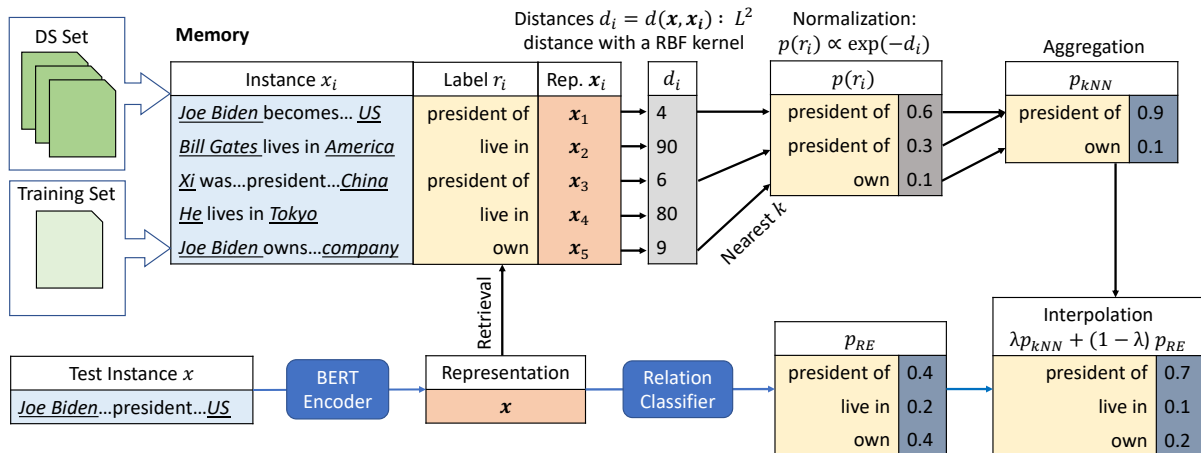 DS Set
Training Set
Memory
Distances d_i = d(x, x_i) : L^2
distance with a RBF kernel
Normalization:
p(r_i) ∝ exp(−d_i)
Aggregation
Instance x_i Label r_i Rep. x_i d_i
Joe Biden becomes... US president of x_1 4
Bill Gates lives in America live in x_2 90
Xi was...president...China president of x_3 6
He lives in Tokyo live in x_4 80
Joe Biden owns...company own x_5 9
Nearest k
p(r_i)
president of 0.6
president of 0.3
own 0.1
p_kNN
president of 0.9
own 0.1
Retrieval
Test Instance x
Joe Biden...president...US
BERT
Encoder
Representation
x
Relation
Classifier
p_RE
president of 0.4
live in 0.2
own 0.4
Interpolation
λp_kNN + (1 − λ) p_RE
president of 0.7
live in 0.1
own 0.2